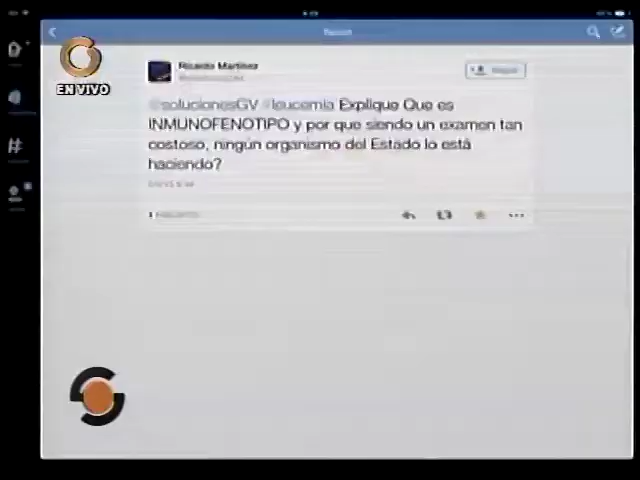 Ricardo Martinez
EN VIVO
@solucionesGV #leucemia Explique Que es
INMUNOFENOTIPO y por que siendo un examen tan
costoso, ningún organismo del Estado lo está
haciendo?